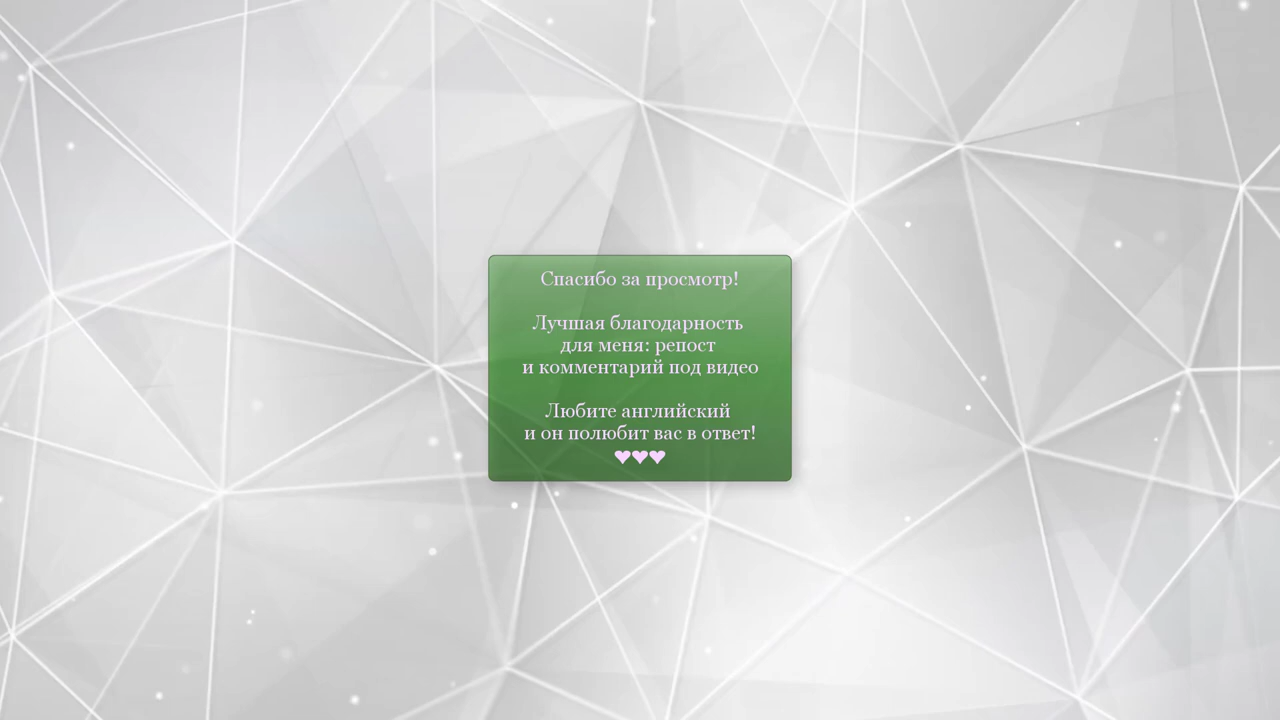 Спасибо за просмотр!
Лучшая благодарность
для меня: репост
и комментарий под видео
Любите английский
и он полюбит вас в ответ!
♥♥♥